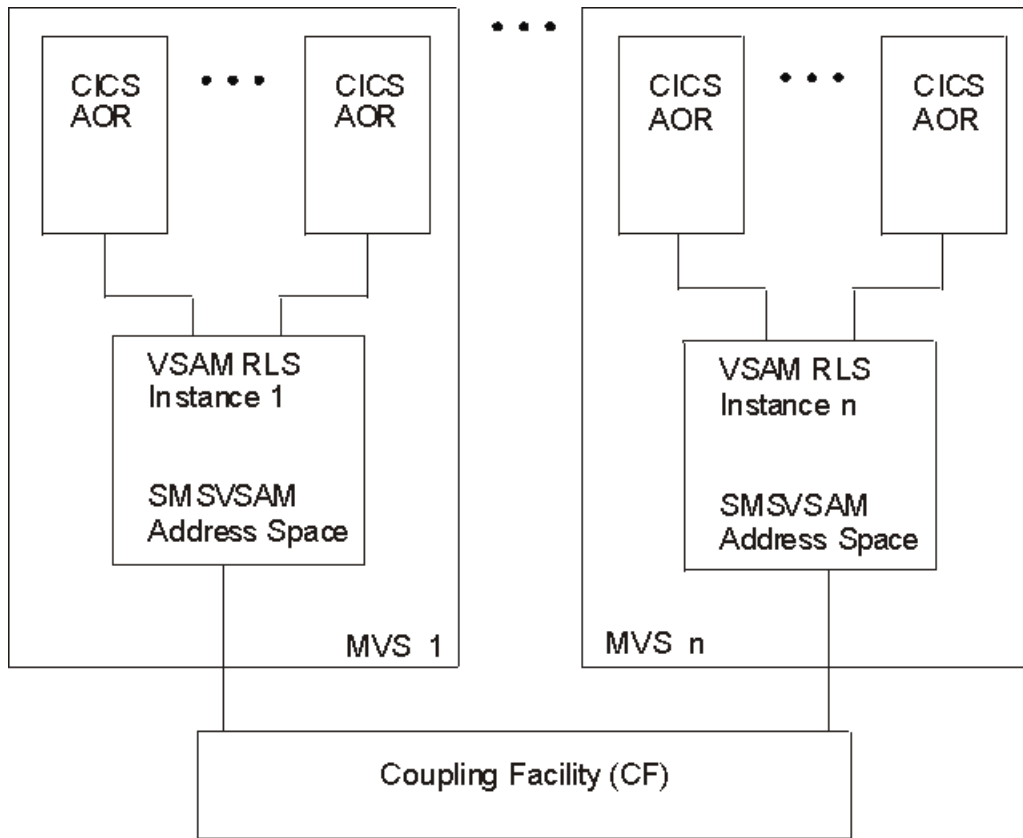 CICS
AOR
CICS
AOR
VSAM RLS
Instance 1
SMSVSAM
Address Space
MVS 1
CICS
AOR
CICS
AOR
VSAM RLS
Instance n
SMSVSAM
Address Space
MVS n
Coupling Facility (CF)